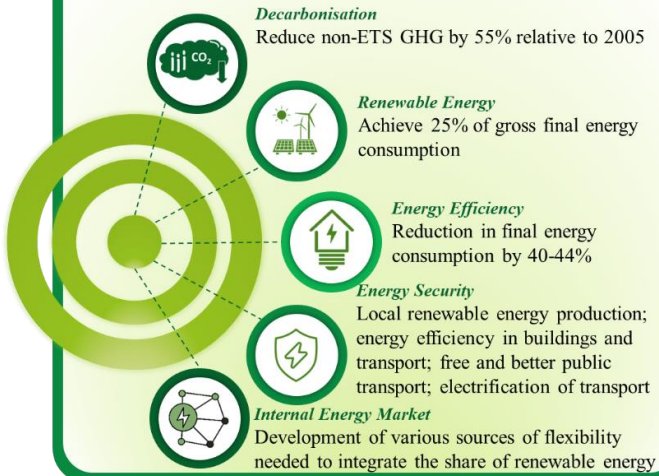 Decarbonisation
Reduce non-ETS GHG by 55% relative to 2005
CO₂
Renewable Energy
Achieve 25% of gross final energy
consumption
Energy Efficiency
Reduction in final energy
consumption by 40-44%
Energy Security
Local renewable energy production;
energy efficiency in buildings and
transport; free and better public
transport; electrification of transport
Internal Energy Market
Development of various sources of flexibility
needed to integrate the share of renewable energy